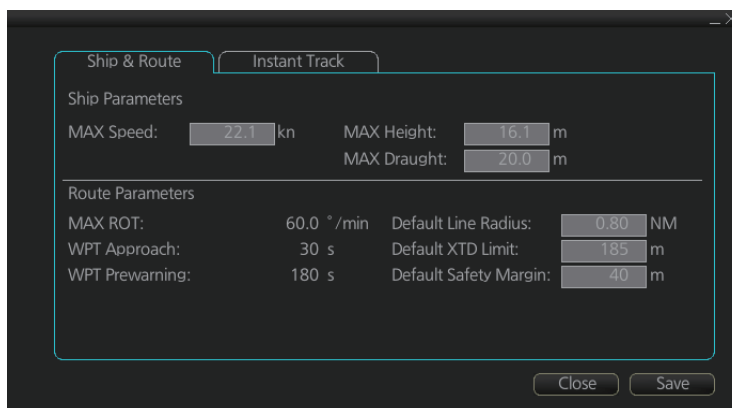 Ship & Route Instant Track
Ship Parameters
MAX Speed: 22.1 kn MAX Height: 16.1 m
MAX Draught: 20.0 m
Route Parameters
MAX ROT: 60.0 °/min Default Line Radius: 0.80 NM
WPT Approach: 30 s Default XTD Limit: 185 m
WPT Prewarning: 180 s Default Safety Margin: 40 m
Close Save